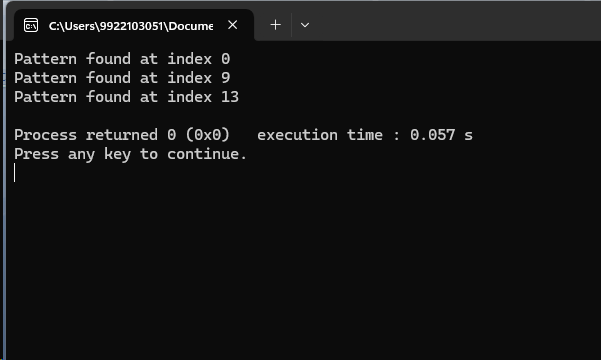 C:\Users\9922103051\Docume
Pattern found at index 0
Pattern found at index 9
Pattern found at index 13
Process returned 0 (0x0)   execution time : 0.057 s
Press any key to continue.